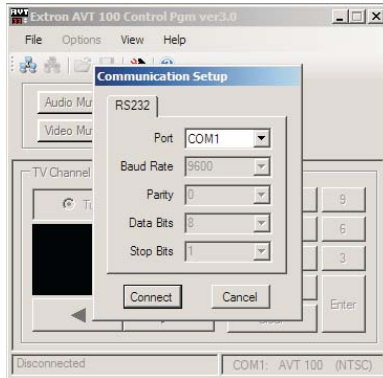 Extron AVT 100 Control Pgm ver3.0
File Options View Help
Communication Setup
RS232
Audio Mu
Video Mu
Port COM1
Baud Rate 9600
Parity 0
Data Bits 8
Stop Bits 1
Connect Cancel
TV Channel
9
6
3
Enter
Disconnected COM1: AVT 100 (NTSC)